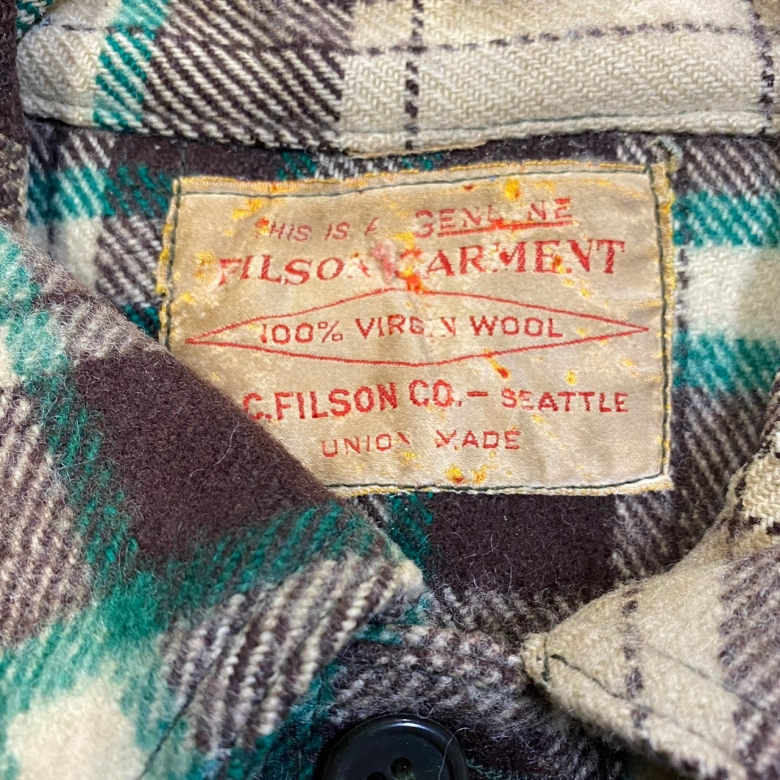 THIS IS A GENUINE
FILSON GARMENT
100% VIRGIN WOOL
C. FILSON CO. – SEATTLE
UNION MADE